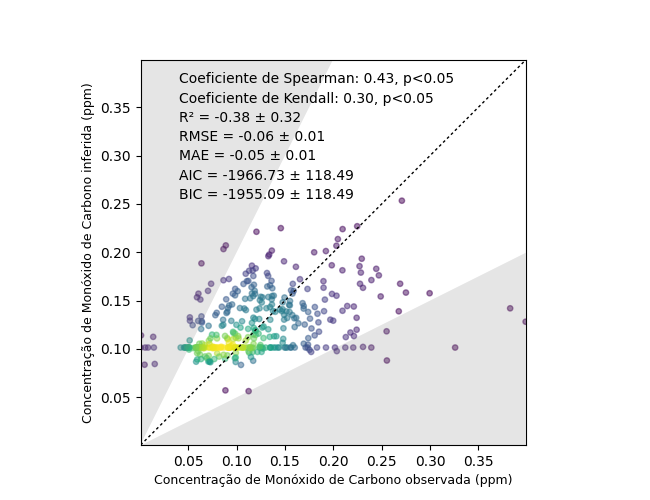 Coeficiente de Spearman: 0.43, p<0.05
Coeficiente de Kendall: 0.30, p<0.05
R² = -0.38 ± 0.32
RMSE = -0.06 ± 0.01
MAE = -0.05 ± 0.01
AIC = -1966.73 ± 118.49
BIC = -1955.09 ± 118.49
Concentração de Monóxido de Carbono inferida (ppm)
0.35
0.30
0.25
0.20
0.15
0.10
0.05
0.05 0.10 0.15 0.20 0.25 0.30 0.35
Concentração de Monóxido de Carbono observada (ppm)